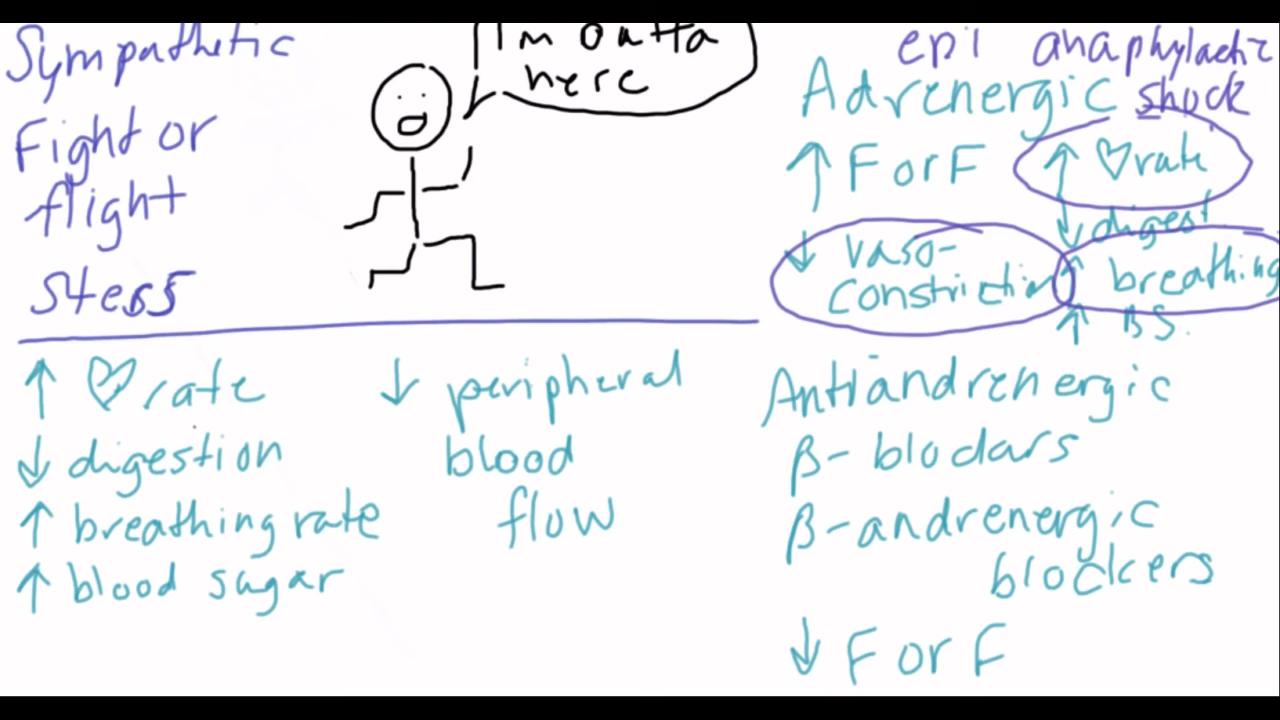 Sympathetic
Fight or
flight
Stess
I'm outta
here
epi anaphylactic
shock
Adrenergic
↑ F or F
↑ ♡ rate
↓ digest
↓ vaso-
constriction
↑ breathing
↑ BS.
↑ ♡ rate
↓ digestion
↑ breathing rate
↑ blood sugar
↓ peripheral
blood
flow
Antiandrenergic
β- blockars
β-andrenergic
blockers
↓ F or F